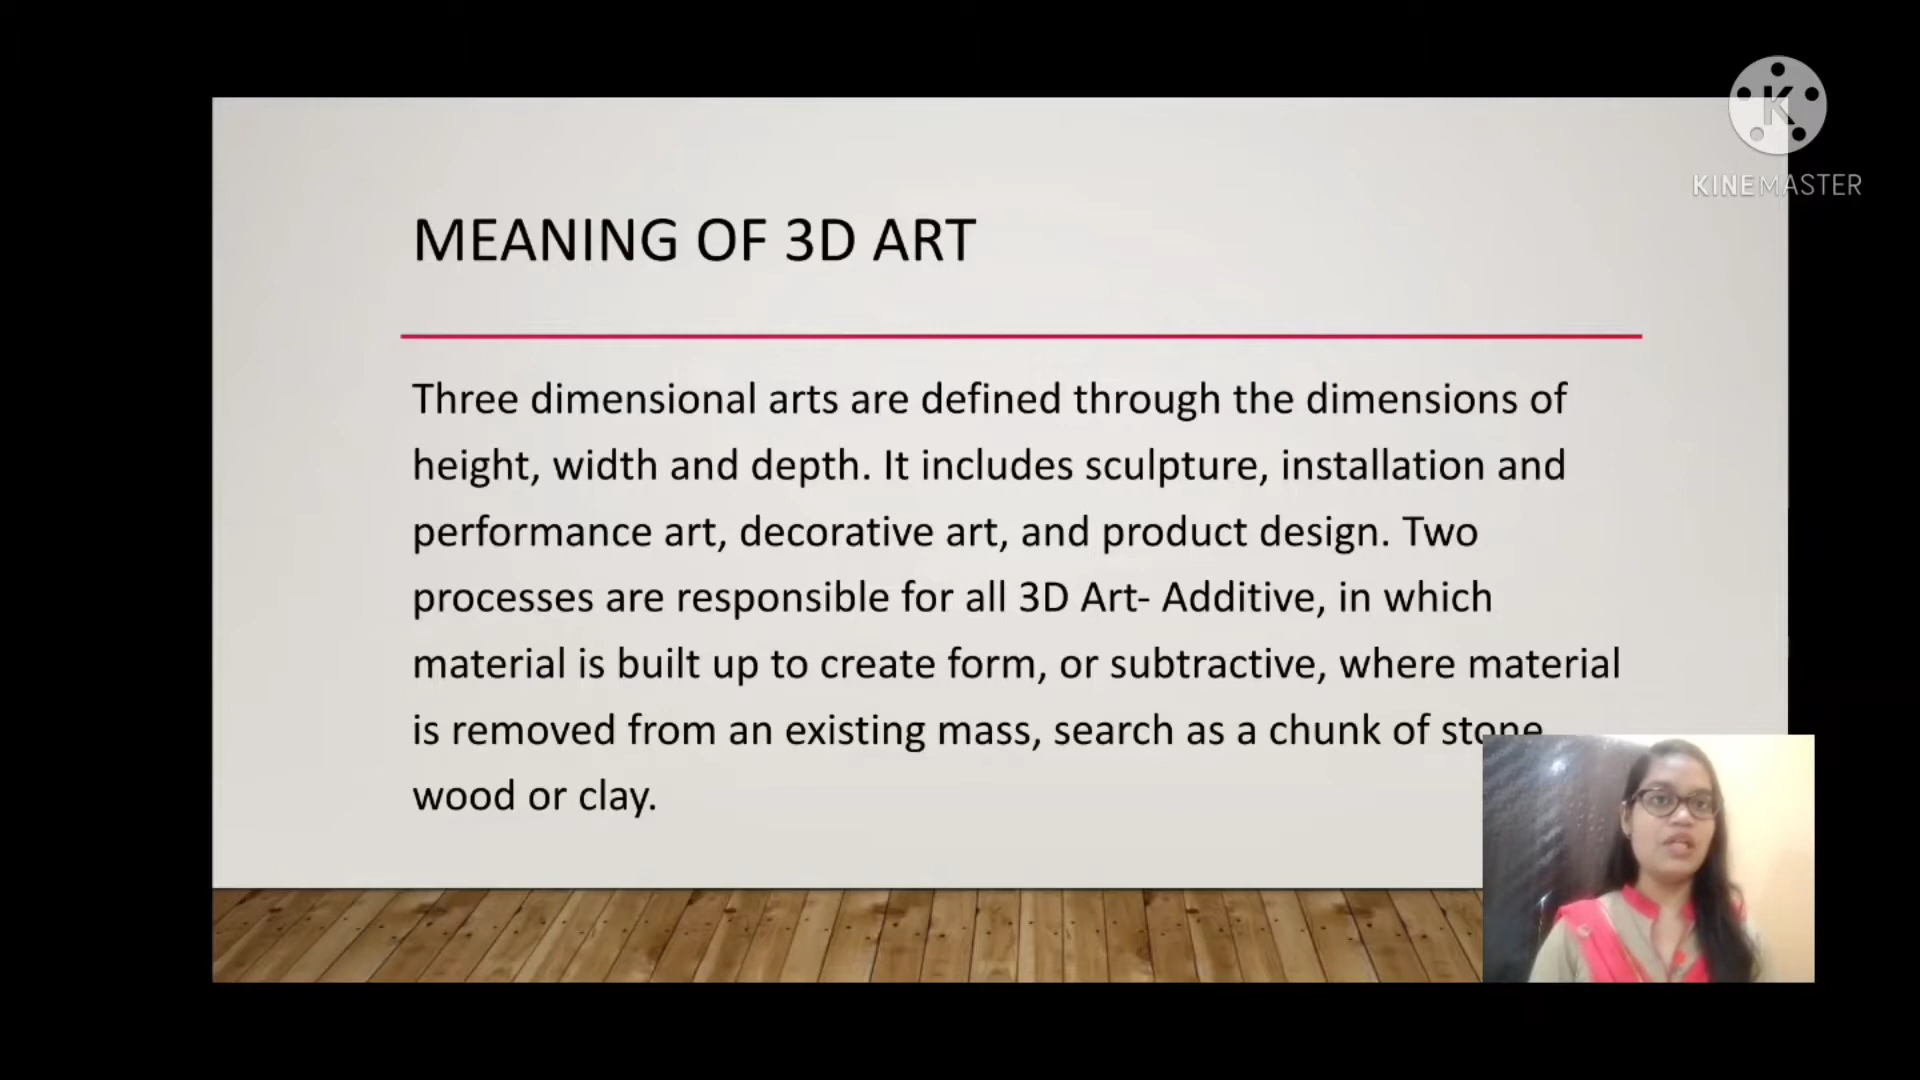 K
KINEMASTER
MEANING OF 3D ART
Three dimensional arts are defined through the dimensions of
height, width and depth. It includes sculpture, installation and
performance art, decorative art, and product design. Two
processes are responsible for all 3D Art- Additive, in which
material is built up to create form, or subtractive, where material
is removed from an existing mass, search as a chunk of stone
wood or clay.